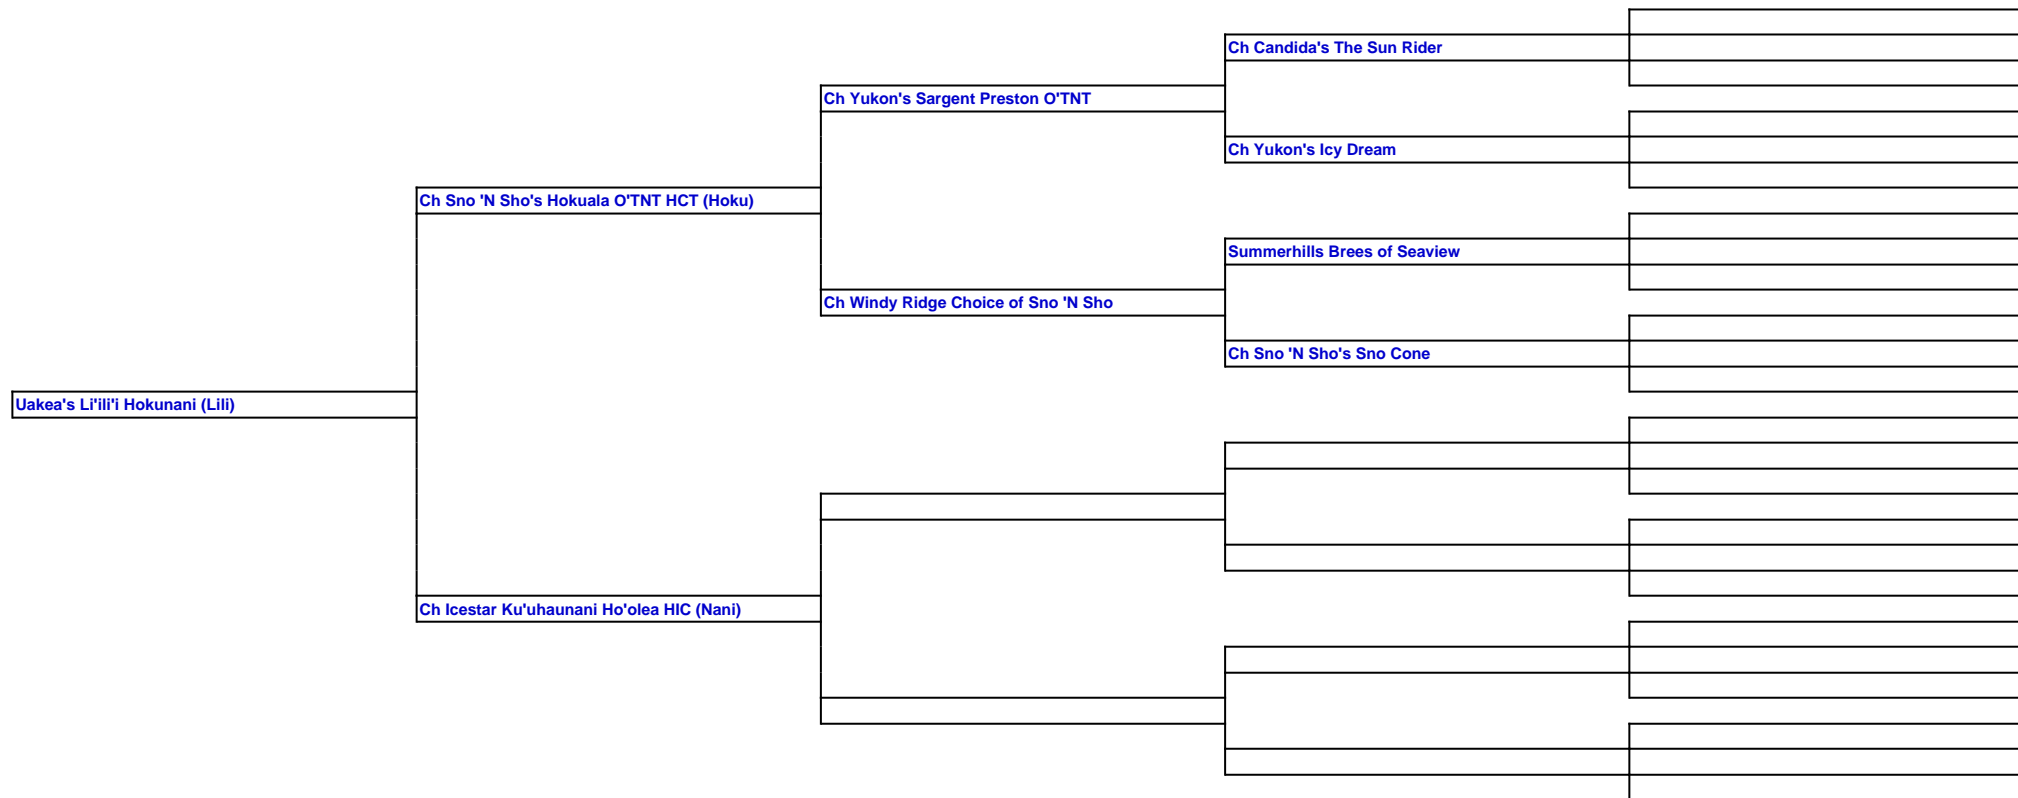 Ch Candida's The Sun Rider
Ch Yukon's Sargent Preston O'TNT
Ch Yukon's Icy Dream
Ch Sno 'N Sho's Hokuala O'TNT HCT (Hoku)
Summerhills Brees of Seaview
Ch Windy Ridge Choice of Sno 'N Sho
Ch Sno 'N Sho's Sno Cone
Uakea's Li'ili'i Hokunani (Lili)
Ch Icestar Ku'uhaunani Ho'olea HIC (Nani)